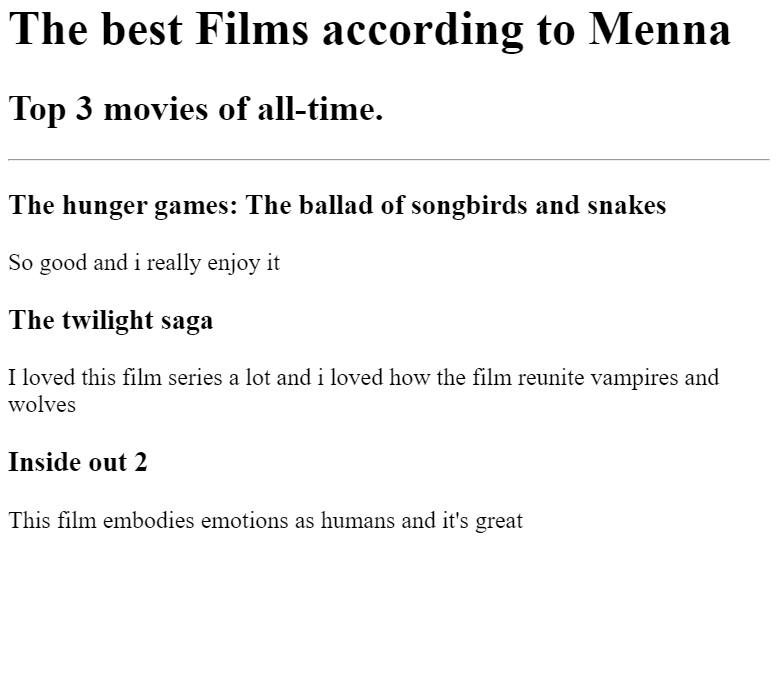 The best Films according to Menna
Top 3 movies of all-time.
The hunger games: The ballad of songbirds and snakes
So good and i really enjoy it
The twilight saga
I loved this film series a lot and i loved how the film reunite vampires and
wolves
Inside out 2
This film embodies emotions as humans and it's great